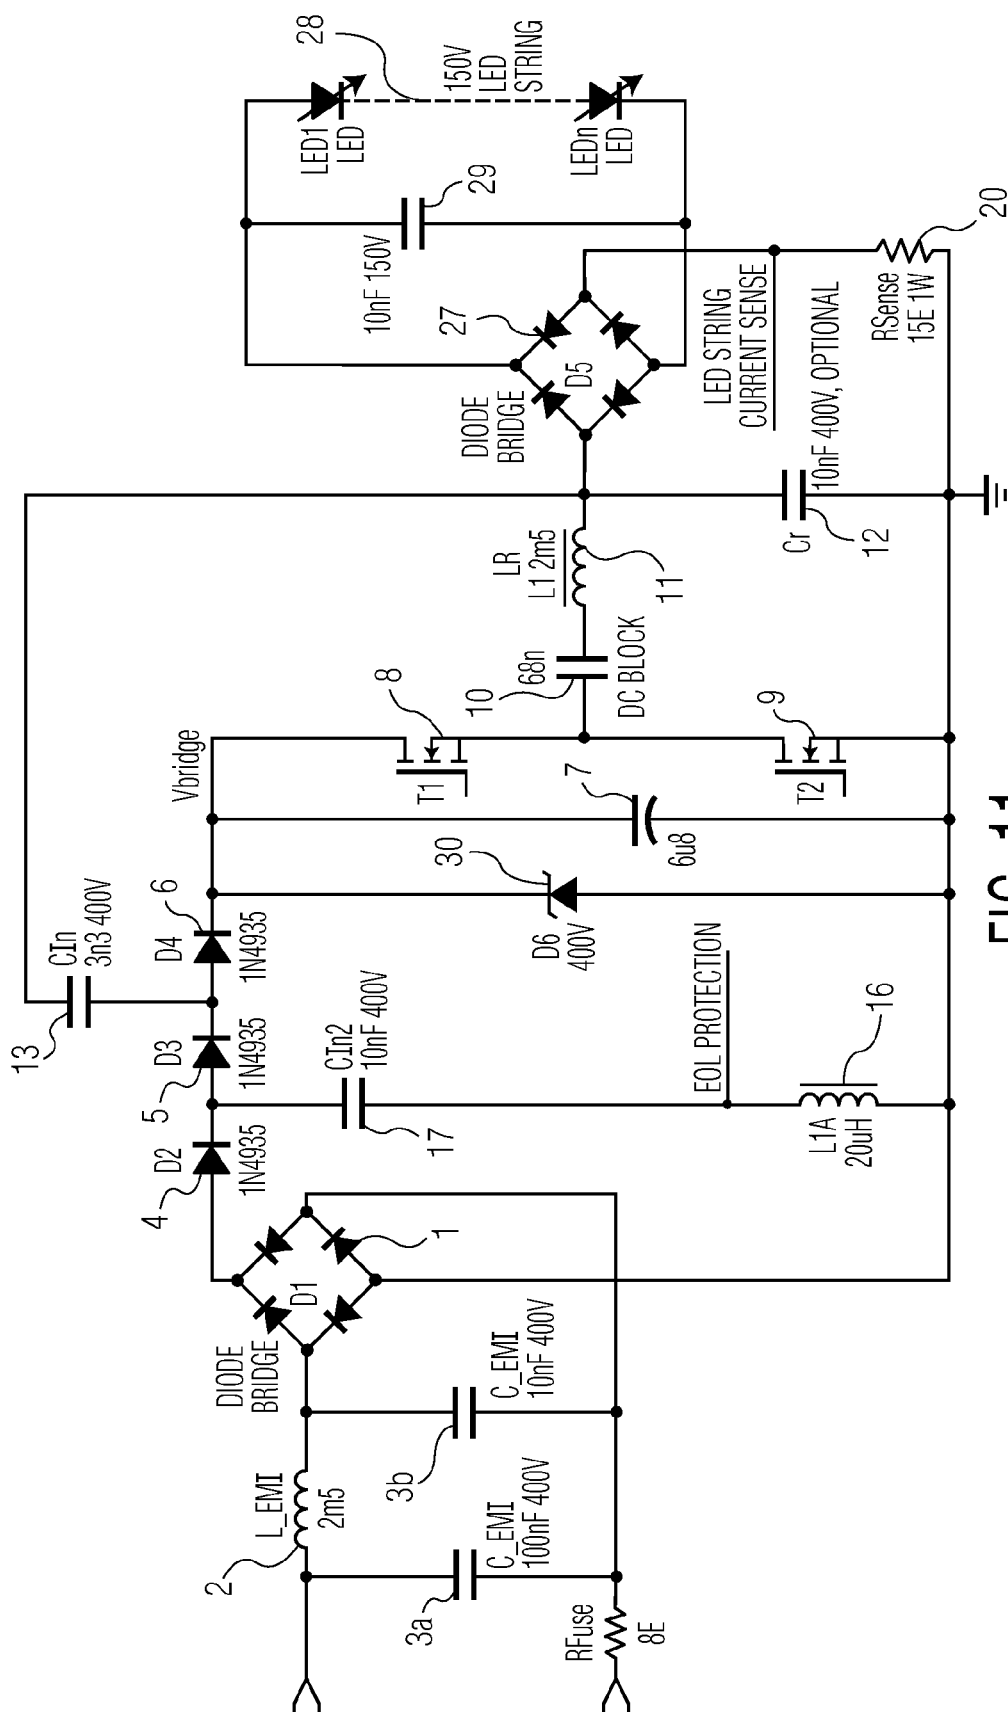 2
L_EMI
2m5
3a
C_EMI
100nF 400V
RFuse
8E
3b
C_EMI
10nF 400V
DIODE
BRIDGE
D1
1
4
D2
1N4935
5
D3
1N4935
13
CIn
3n3 400V
D4
6
1N4935
17
CIn2
10nF 400V
EOL PROTECTION
L1A
20uH
16
30
D6
400V
7
6u8
Vbridge
T1
8
T2
9
10
68n
DC BLOCK
LR
L1 2m5
11
Cr
12
10nF 400V, OPTIONAL
DIODE
BRIDGE
D5
27
LED STRING
CURRENT SENSE
RSense
15E 1W
20
10nF 150V
29
LED1
LED
LEDn
LED
28
150V
LED
STRING